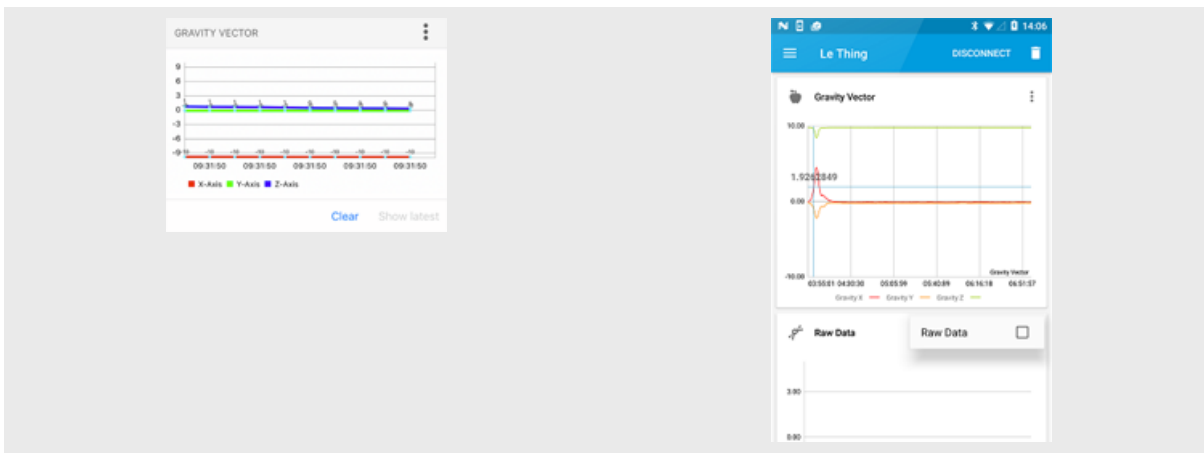 GRAVITY VECTOR
9
6
3
0
-3
-6
-9
09:31:50 09:31:50 09:31:50 09:31:50 09:31:50
X-Axis Y-Axis Z-Axis
Clear Show latest
14:06
Le Thing DISCONNECT
Gravity Vector
10.00
1.9262849
0.00
-10.00
Gravity Vector
03:55:01 04:30:30 05:05:59 05:40:89 06:16:18 06:51:57
Gravity X Gravity Y Gravity Z
Raw Data Raw Data
3.00
0.00